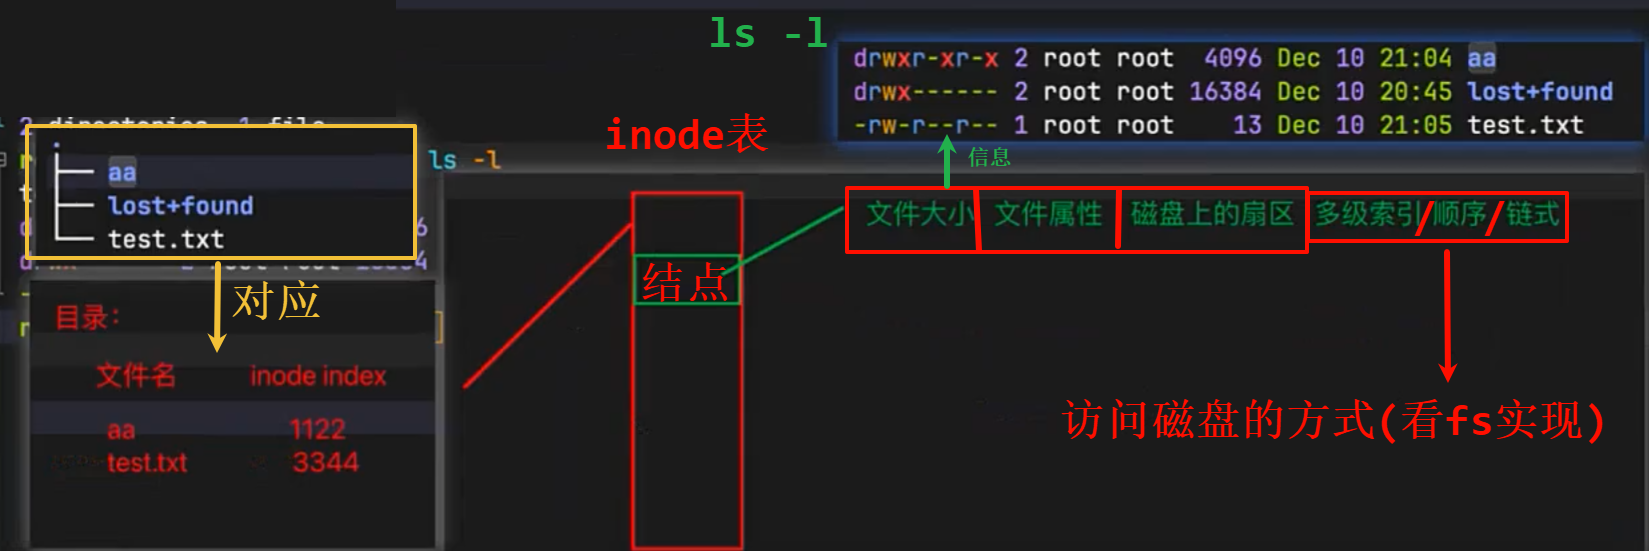 ls -l
drwxr-xr-x 2 root root 4096 Dec 10 21:04 aa
drwx------ 2 root root 16384 Dec 10 20:45 lost+found
-rw-r--r-- 1 root root 13 Dec 10 21:05 test.txt
inode表
信息
ls -l
aa
lost+found
test.txt
文件大小 文件属性 磁盘上的扇区 多级索引/顺序/链式
结点
对应
目录:
文件名 inode index
aa 1122
test.txt 3344
访问磁盘的方式(看fs实现)